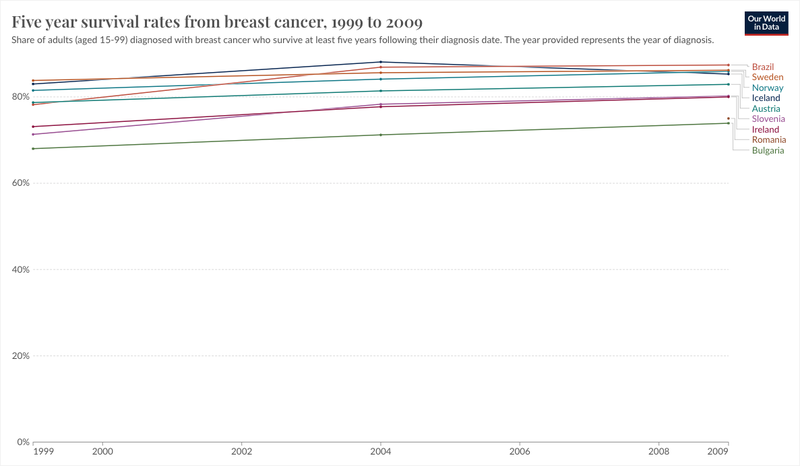 Five year survival rates from breast cancer, 1999 to 2009
Our World
in Data
Share of adults (aged 15-99) diagnosed with breast cancer who survive at least five years following their diagnosis date. The year provided represents the year of diagnosis.
80%
60%
40%
20%
0%
1999
2000
2002
2004
2006
2008
2009
Brazil
Sweden
Norway
Iceland
Austria
Slovenia
Ireland
Romania
Bulgaria